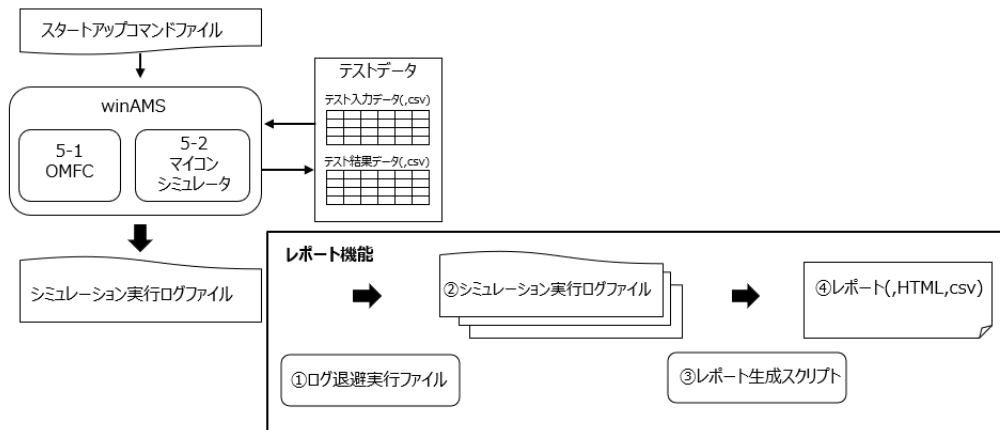 スタートアップコマンドファイル
winAMS
5-1
OMFC
5-2
マイコン
シミュレータ
テストデータ
テスト入力データ(,csv)
テスト結果データ(,csv)
シミュレーション実行ログファイル
レポート機能
②シミュレーション実行ログファイル
④レポート(,HTML,csv)
①ログ退避実行ファイル
③レポート生成スクリプト